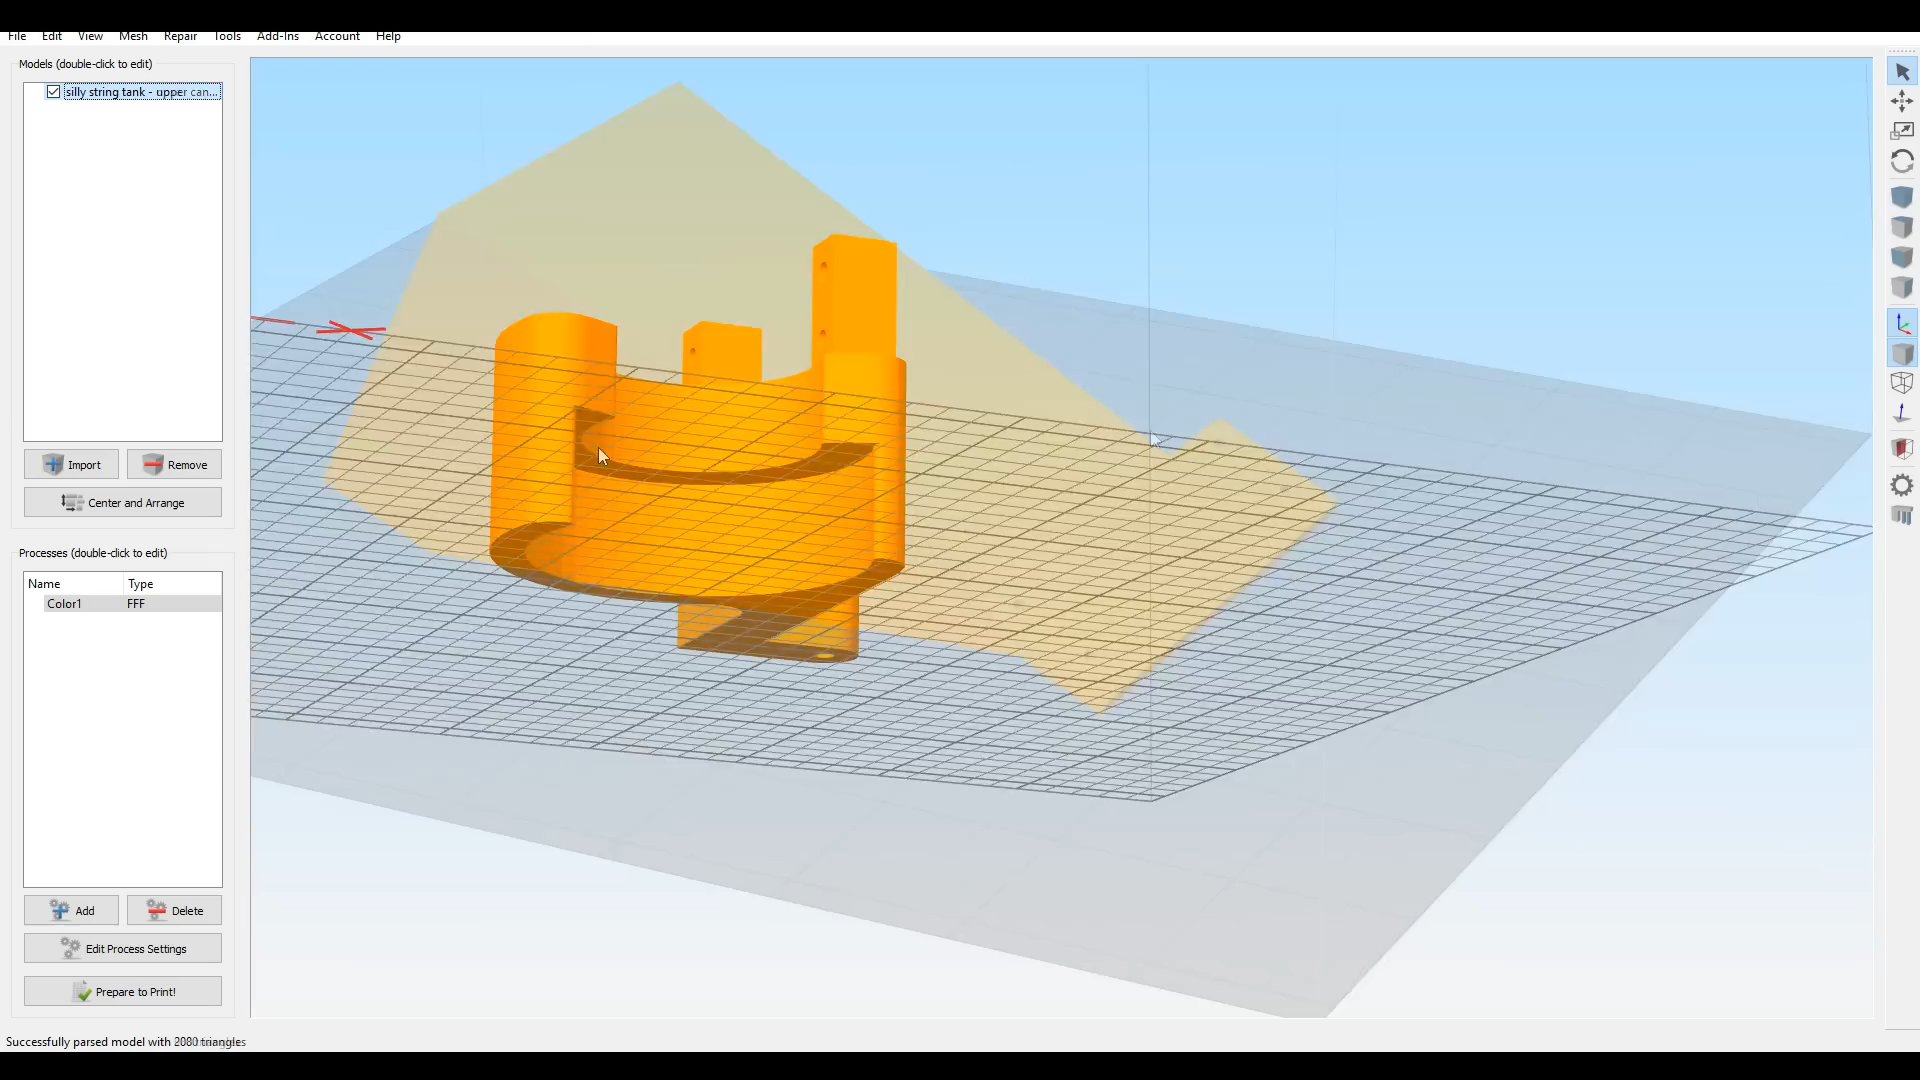 File Edit View Mesh Repair Tools Add-Ins Account Help
Models (double-click to edit)
silly string tank - upper can...
Import Remove
Center and Arrange
Processes (double-click to edit)
Name Type
Color1 FFF
Add Delete
Edit Process Settings
Prepare to Print!
Successfully parsed model with 2080 triangles